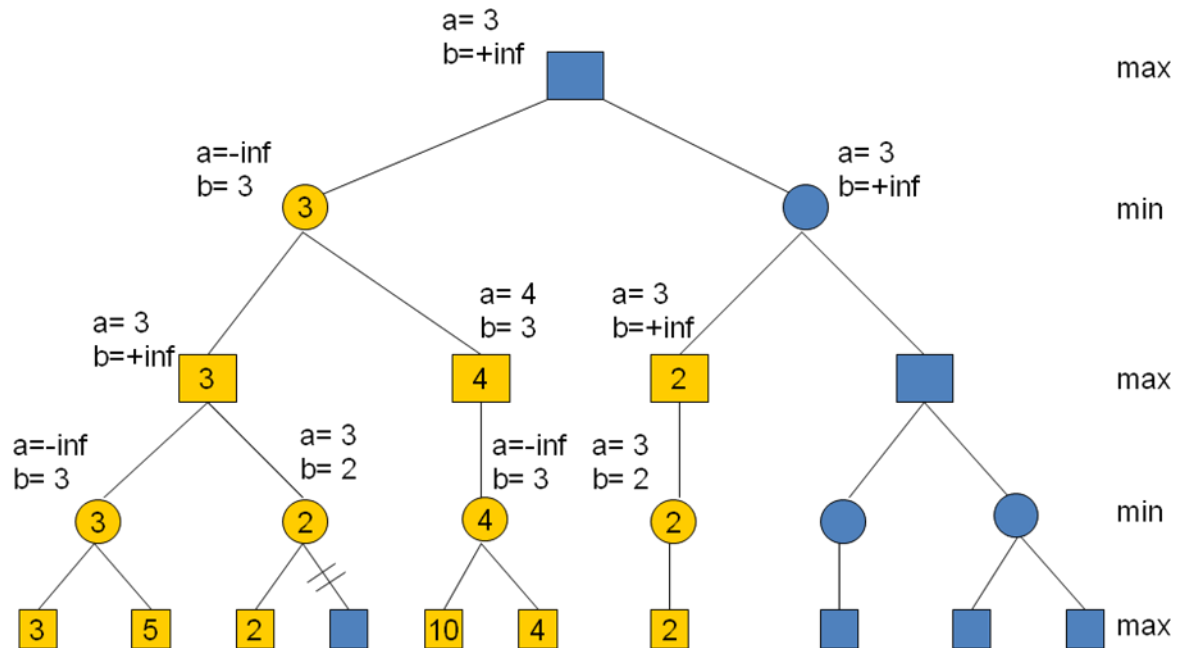 a= 3
b=+inf
max
a=-inf
b= 3
a= 3
b=+inf
3
min
a= 4
b= 3
a= 3
b=+inf
a= 3
b=+inf
3
4
2
max
a=-inf
b= 3
a= 3
b= 2
a=-inf
b= 3
a= 3
b= 2
3
2
4
2
min
3
5
2
10
4
2
max